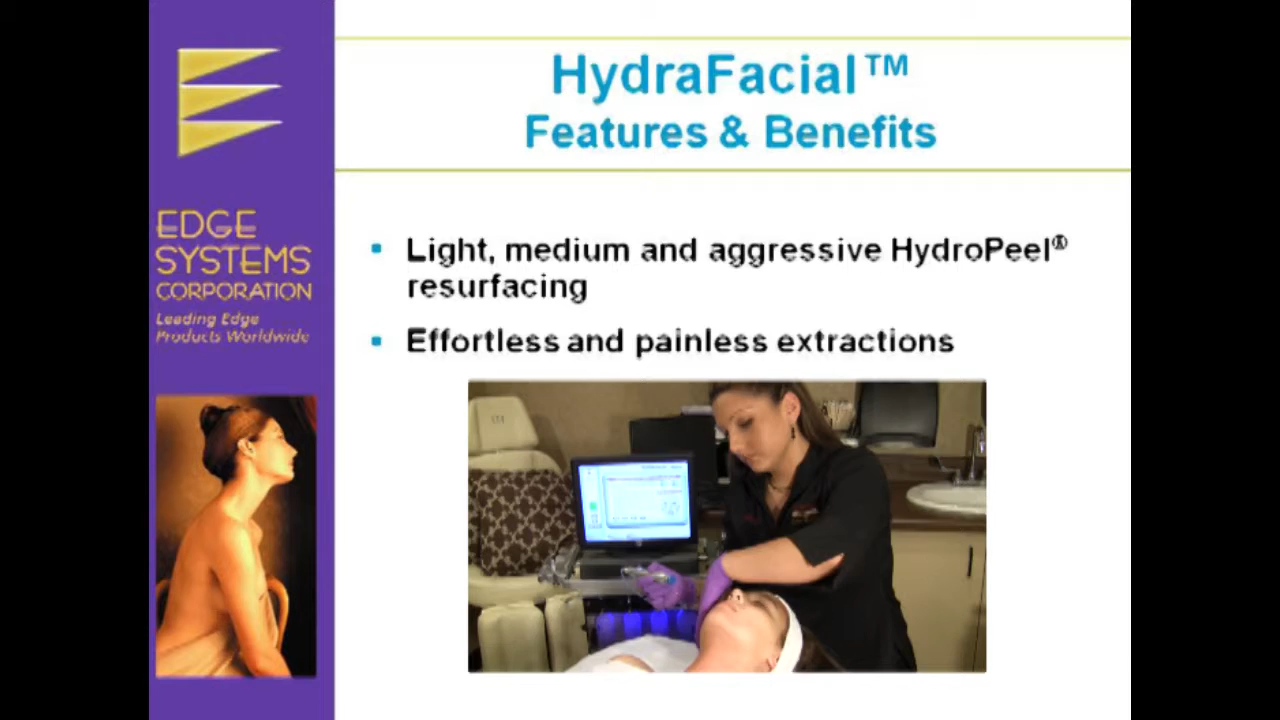 HydraFacial™
Features & Benefits
EDGE
SYSTEMS
CORPORATION
Leading Edge
Products Worldwide
Light, medium and aggressive HydroPeel®
resurfacing
Effortless and painless extractions